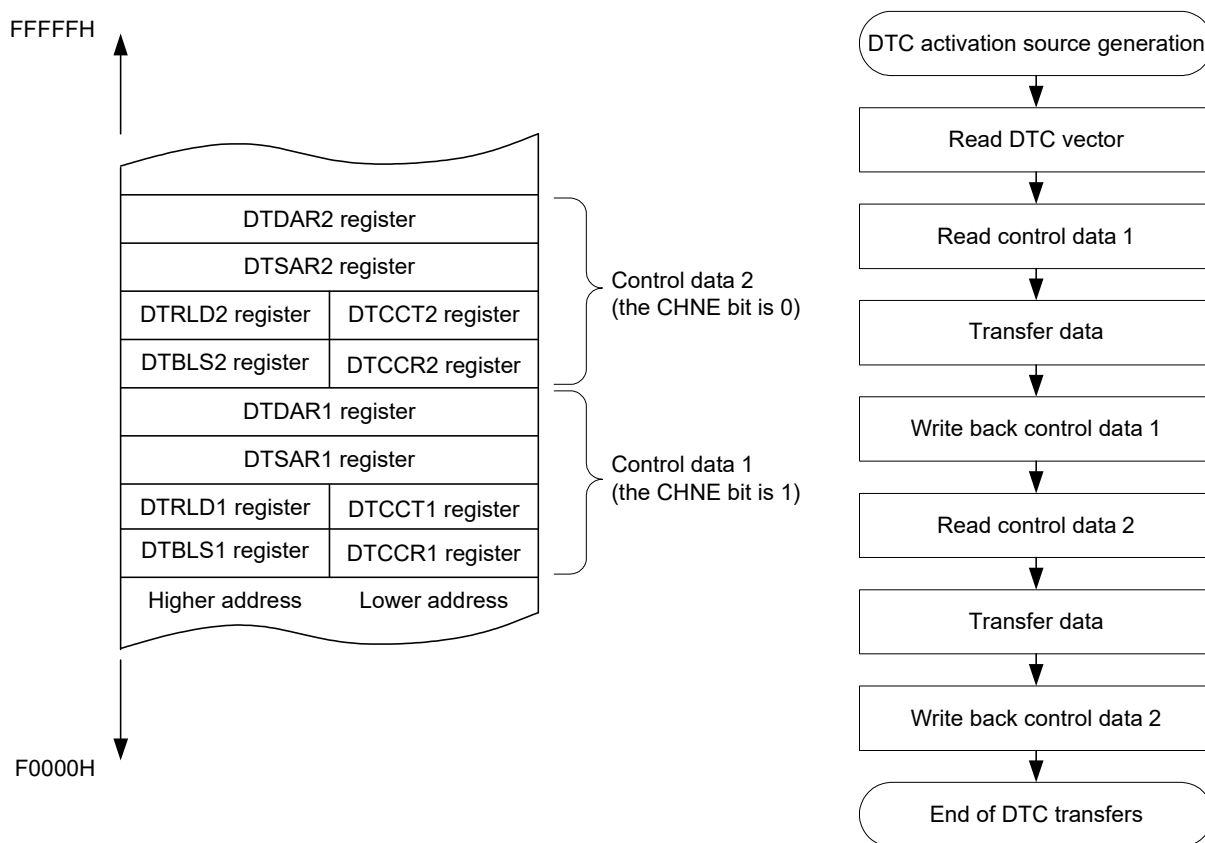 FFFFFH
DTDAR2 register
DTSAR2 register
DTRLD2 register DTCCT2 register
DTBLS2 register DTCCR2 register
Control data 2
(the CHNE bit is 0)
DTDAR1 register
DTSAR1 register
DTRLD1 register DTCCT1 register
DTBLS1 register DTCCR1 register
Control data 1
(the CHNE bit is 1)
Higher address Lower address
F0000H
DTC activation source generation
Read DTC vector
Read control data 1
Transfer data
Write back control data 1
Read control data 2
Transfer data
Write back control data 2
End of DTC transfers